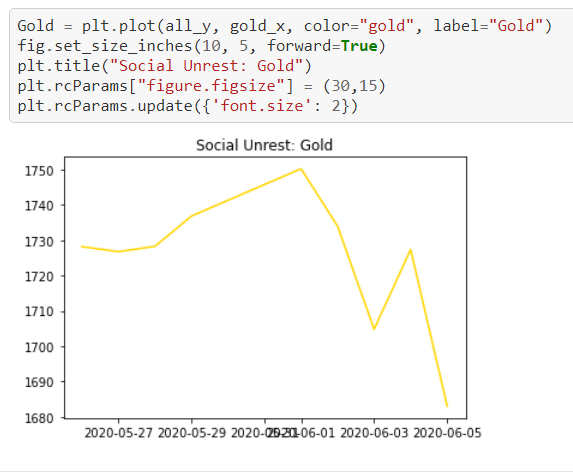 Gold = plt.plot(all_y, gold_x, color="gold", label="Gold")
fig.set_size_inches(10, 5, forward=True)
plt.title("Social Unrest: Gold")
plt.rcParams["figure.figsize"] = (30,15)
plt.rcParams.update({'font.size': 2})
Social Unrest: Gold
1750
1740
1730
1720
1710
1700
1690
1680
2020-05-27 2020-05-29 2020-05-31 2020-06-01 2020-06-03 2020-06-05